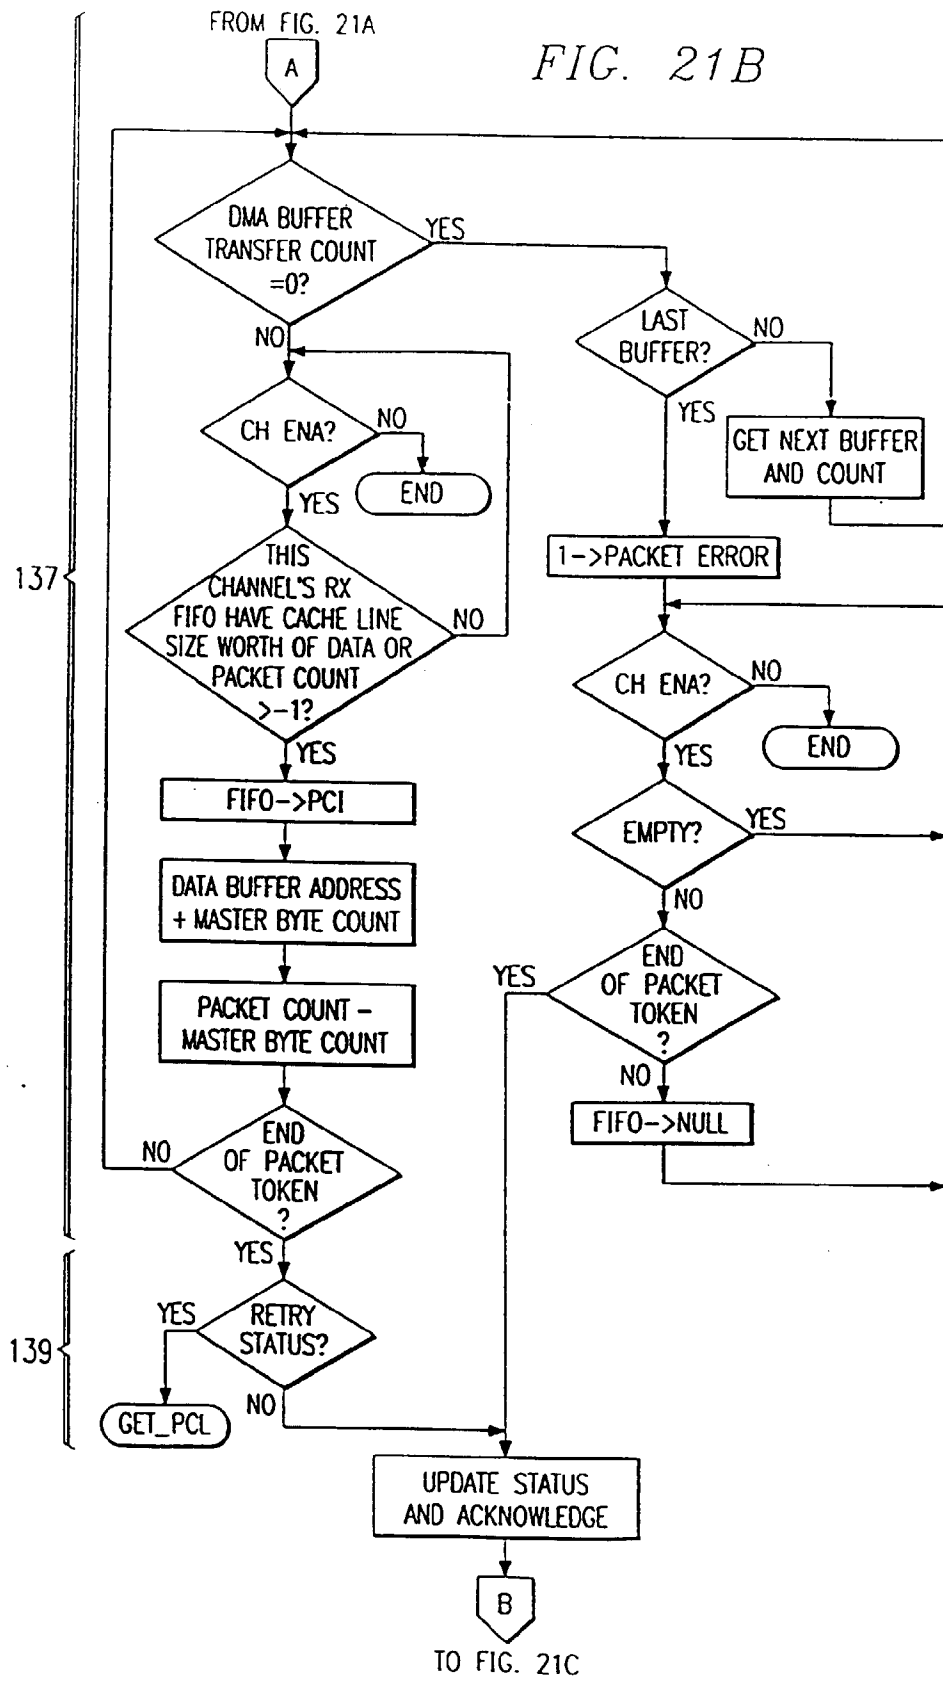 FROM FIG. 21A
FIG. 21B
A
DMA BUFFER
TRANSFER COUNT
=0?
YES
NO
LAST
BUFFER?
NO
YES
GET NEXT BUFFER
AND COUNT
CH ENA?
NO
END
YES
1->PACKET ERROR
THIS
CHANNEL'S RX
FIFO HAVE CACHE LINE
SIZE WORTH OF DATA OR
PACKET COUNT
>-1?
NO
YES
137
CH ENA?
NO
END
YES
FIFO->PCI
EMPTY?
YES
NO
DATA BUFFER ADDRESS
+ MASTER BYTE COUNT
END
OF PACKET
TOKEN
?
YES
NO
PACKET COUNT -
MASTER BYTE COUNT
FIFO->NULL
END
OF PACKET
TOKEN
?
NO
YES
139
RETRY
STATUS?
YES
NO
GET_PCL
UPDATE STATUS
AND ACKNOWLEDGE
B
TO FIG. 21C